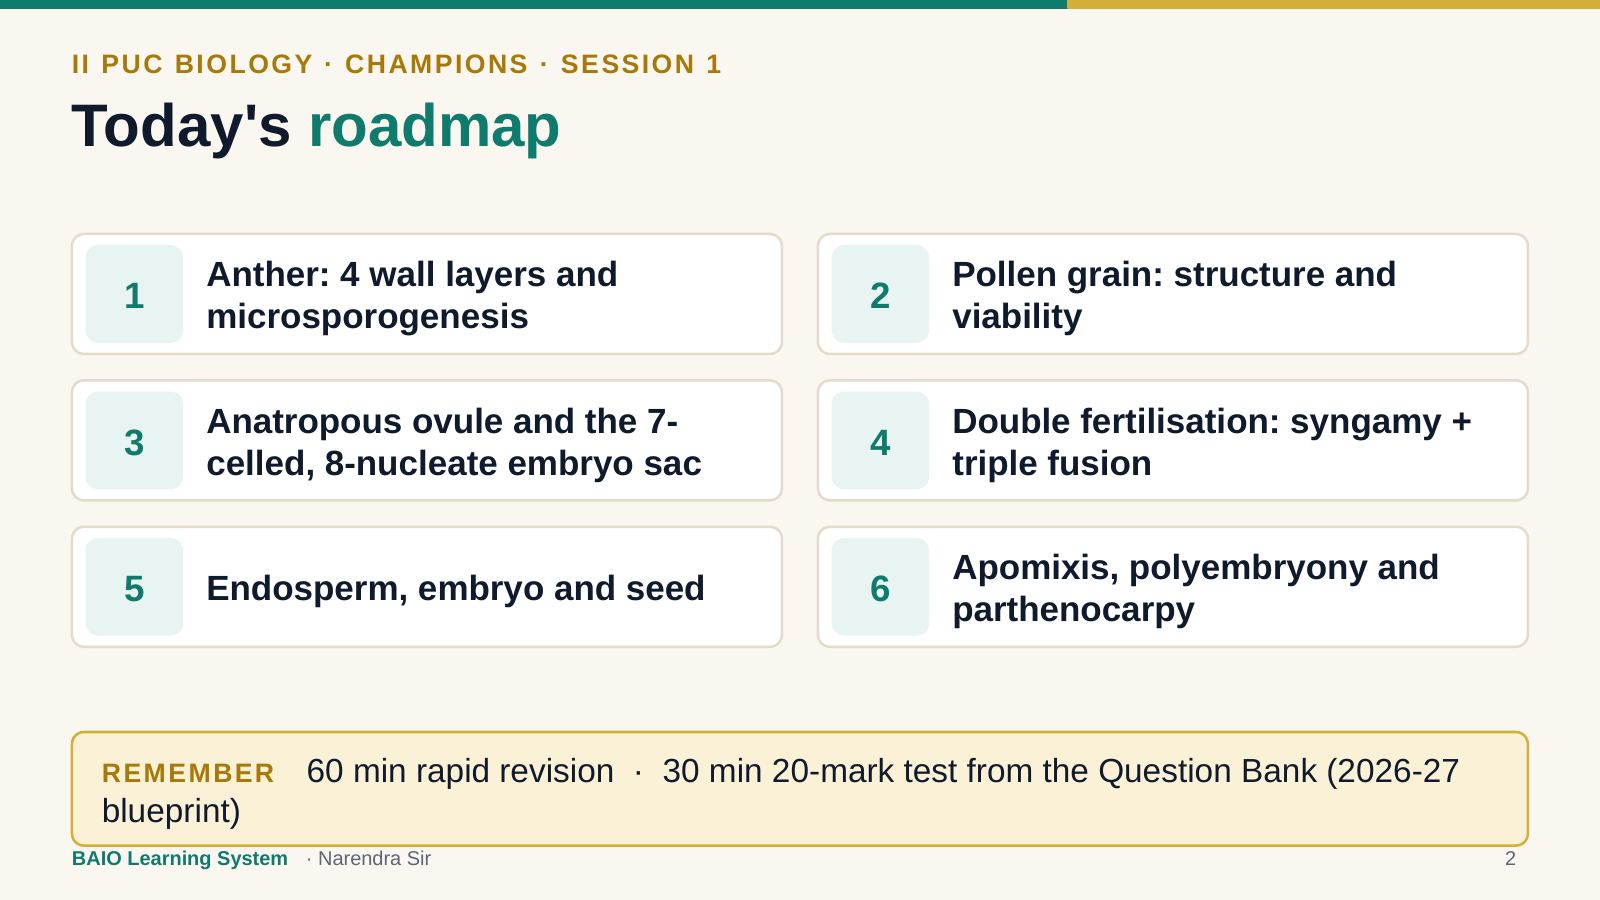 II PUC BIOLOGY · CHAMPIONS · SESSION 1
Today's roadmap
1
Anther: 4 wall layers and
microsporogenesis
2
Pollen grain: structure and
viability
3
Anatropous ovule and the 7-
celled, 8-nucleate embryo sac
4
Double fertilisation: syngamy +
triple fusion
5
Endosperm, embryo and seed
6
Apomixis, polyembryony and
parthenocarpy
REMEMBER 60 min rapid revision · 30 min 20-mark test from the Question Bank (2026-27
blueprint)
BAIO Learning System · Narendra Sir
2